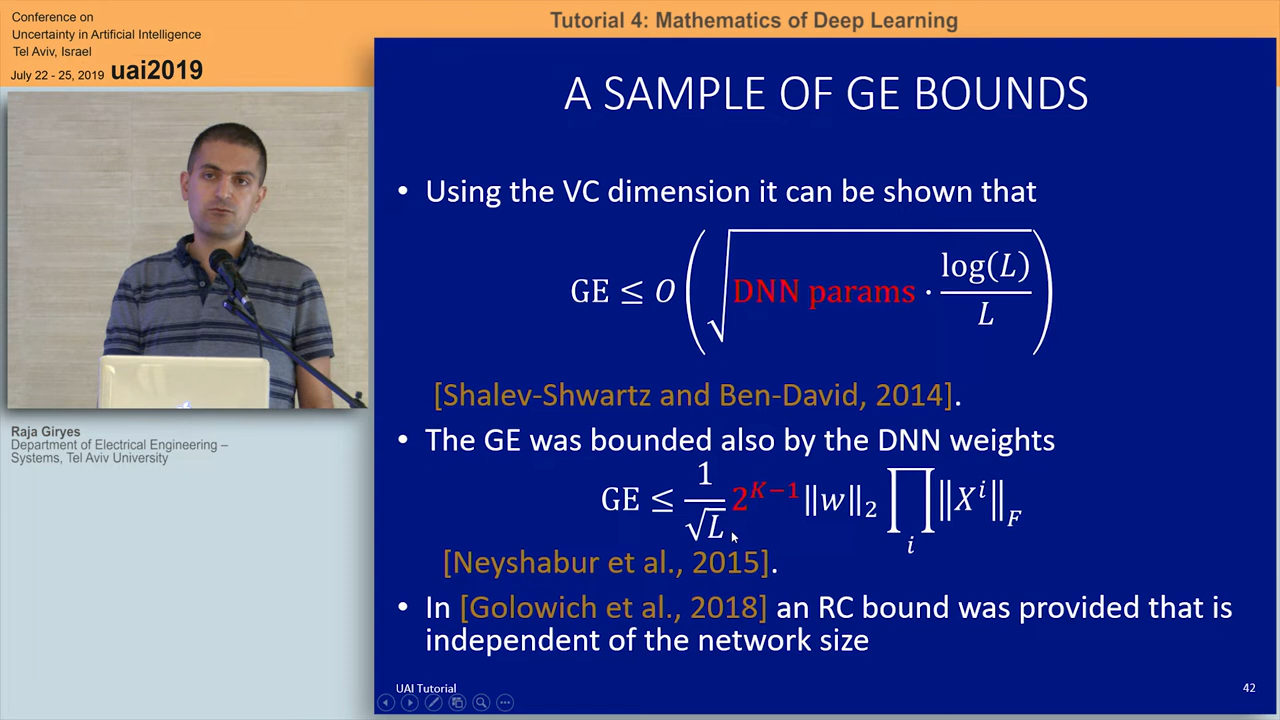 Conference on
Uncertainty in Artificial Intelligence
Tel Aviv, Israel
July 22 - 25, 2019 uai2019
Tutorial 4: Mathematics of Deep Learning
A SAMPLE OF GE BOUNDS
• Using the VC dimension it can be shown that
GE ≤ O(√(DNN params · log(L)/L))
[Shalev-Shwartz and Ben-David, 2014].
• The GE was bounded also by the DNN weights
GE ≤ 1/√L 2^{K−1} ‖w‖₂ ∏_i ‖X^i‖_F
[Neyshabur et al., 2015].
• In [Golowich et al., 2018] an RC bound was provided that is
independent of the network size
Raja Giryes
Department of Electrical Engineering –
Systems, Tel Aviv University
UAI Tutorial
42